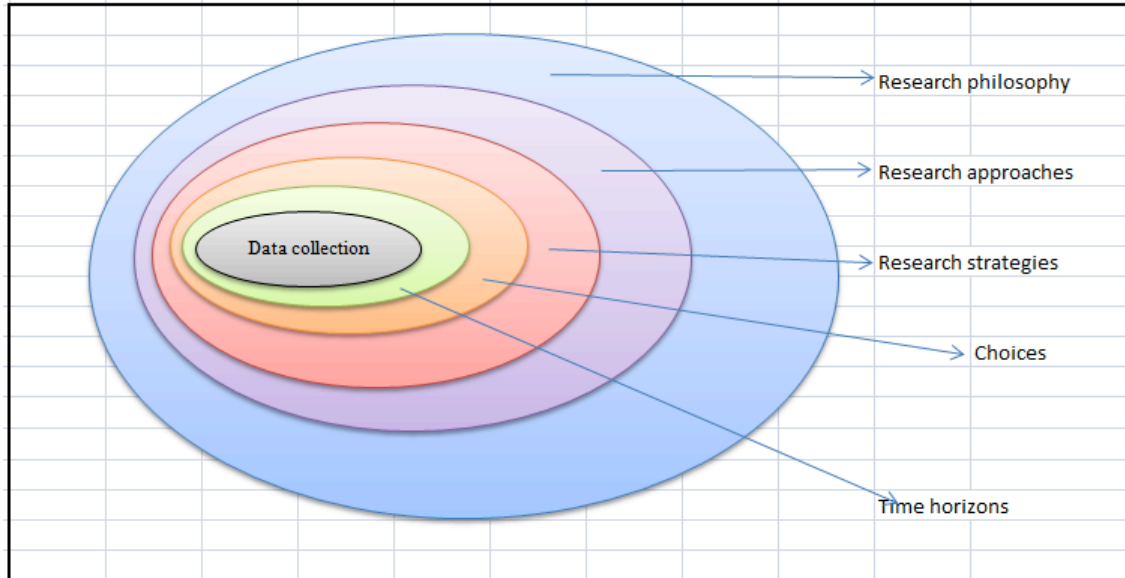 Research philosophy
Research approaches
Data collection
Research strategies
Choices
Time horizons